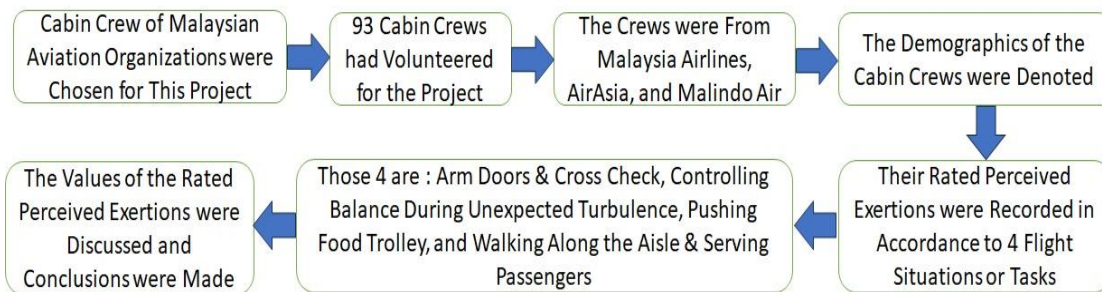 Cabin Crew of Malaysian
Aviation Organizations were
Chosen for This Project
93 Cabin Crews
had Volunteered
for the Project
The Crews were From
Malaysia Airlines,
AirAsia, and Malindo Air
The Demographics of the
Cabin Crews were Denoted
Their Rated Perceived
Exertions were Recorded in
Accordance to 4 Flight
Situations or Tasks
Those 4 are : Arm Doors & Cross Check, Controlling
Balance During Unexpected Turbulence, Pushing
Food Trolley, and Walking Along the Aisle & Serving
Passengers
The Values of the Rated
Perceived Exertions were
Discussed and
Conclusions were Made